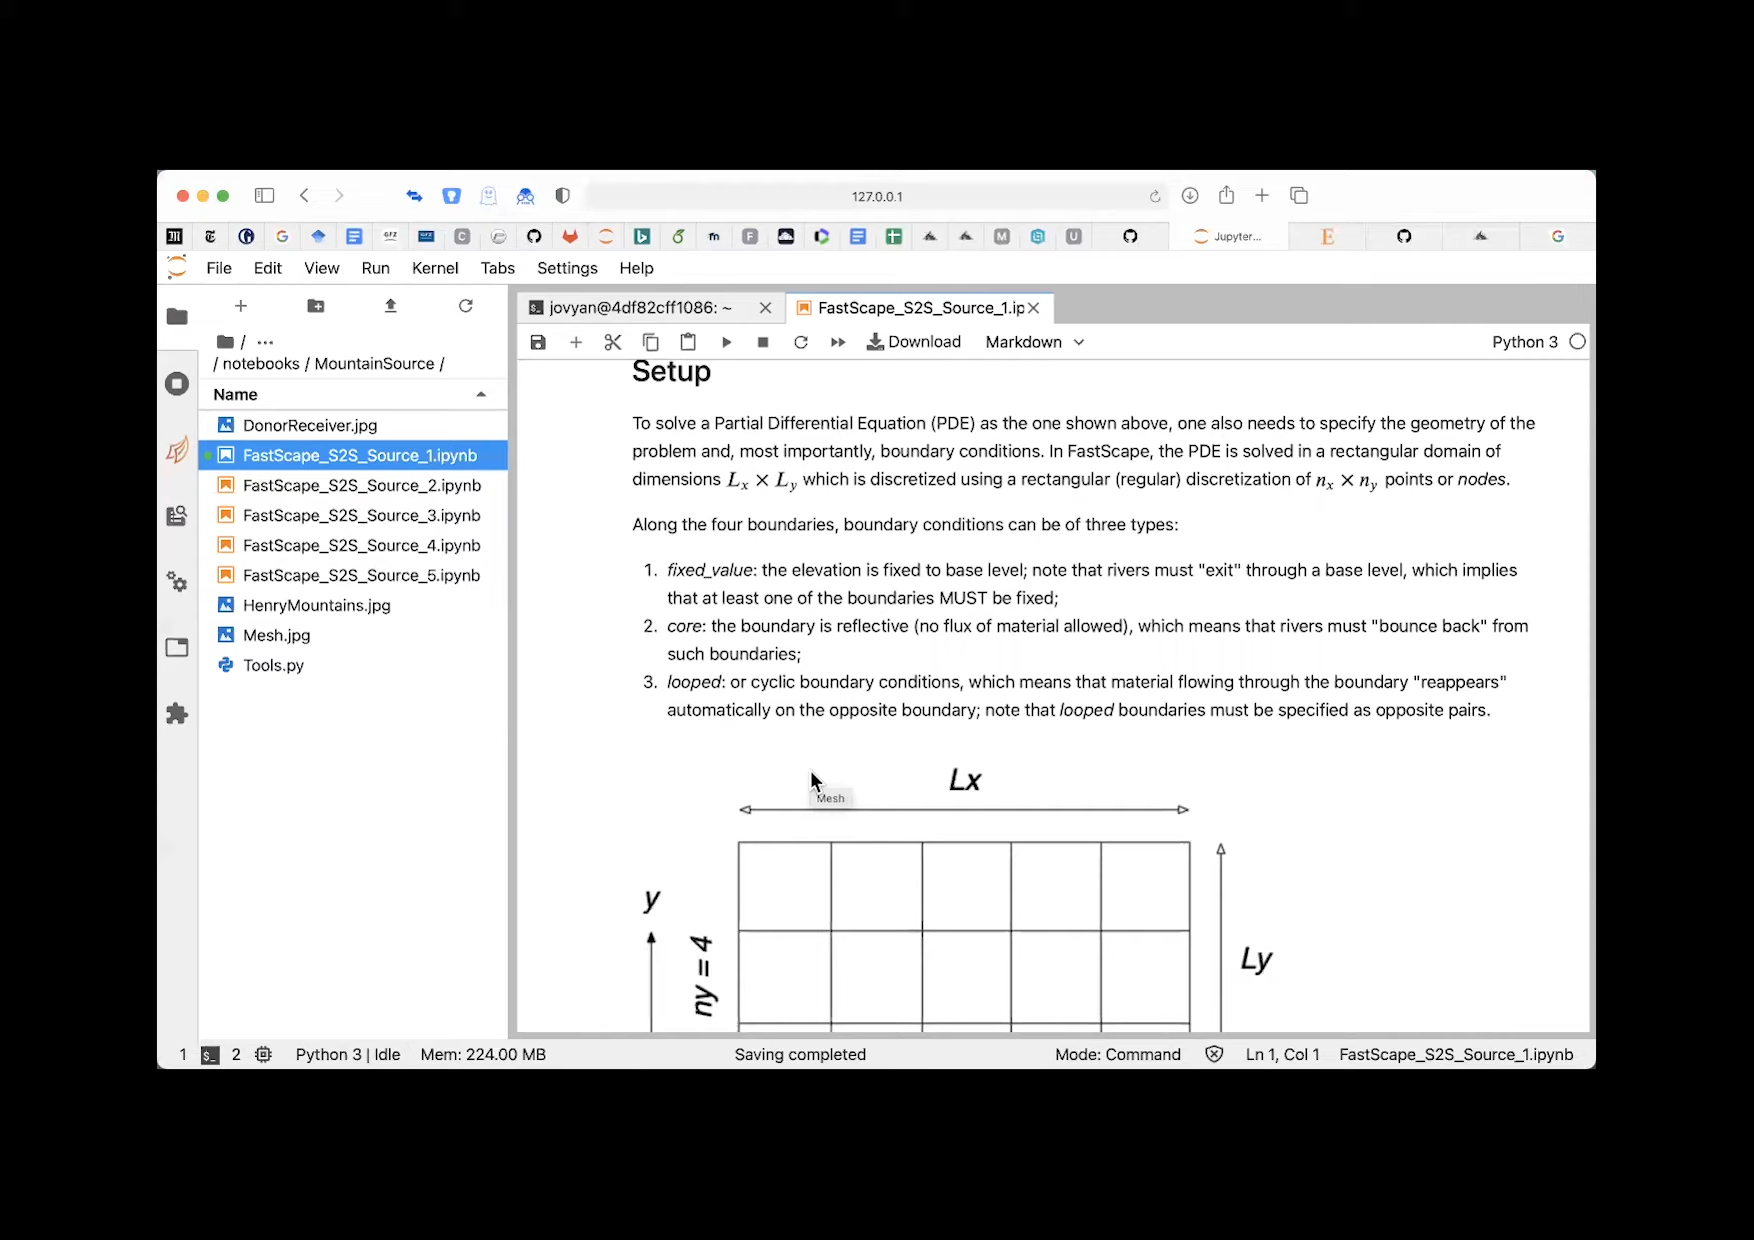 127.0.0.1
Jupyter...
File Edit View Run Kernel Tabs Settings Help
jovyan@4df82cff1086: ~
FastScape_S2S_Source_1.ip
Download Markdown Python 3
/ ...
/ notebooks / MountainSource /
Name
DonorReceiver.jpg
FastScape_S2S_Source_1.ipynb
FastScape_S2S_Source_2.ipynb
FastScape_S2S_Source_3.ipynb
FastScape_S2S_Source_4.ipynb
FastScape_S2S_Source_5.ipynb
HenryMountains.jpg
Mesh.jpg
Tools.py
Setup
To solve a Partial Differential Equation (PDE) as the one shown above, one also needs to specify the geometry of the
problem and, most importantly, boundary conditions. In FastScape, the PDE is solved in a rectangular domain of
dimensions Lx × Ly which is discretized using a rectangular (regular) discretization of nx × ny points or nodes.
Along the four boundaries, boundary conditions can be of three types:
1. fixed_value: the elevation is fixed to base level; note that rivers must "exit" through a base level, which implies
that at least one of the boundaries MUST be fixed;
2. core: the boundary is reflective (no flux of material allowed), which means that rivers must "bounce back" from
such boundaries;
3. looped: or cyclic boundary conditions, which means that material flowing through the boundary "reappears"
automatically on the opposite boundary; note that looped boundaries must be specified as opposite pairs.
Lx
Mesh
y
ny = 4
Ly
1 2 Python 3 | Idle Mem: 224.00 MB Saving completed Mode: Command Ln 1, Col 1 FastScape_S2S_Source_1.ipynb